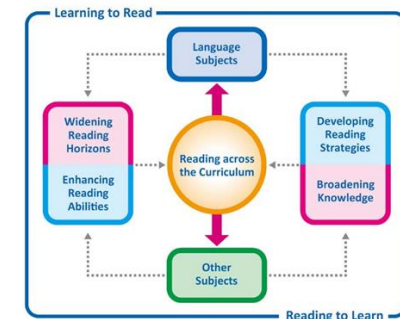 Learning to Read
Language
Subjects
Widening
Reading
Horizons
Enhancing
Reading
Abilities
Reading across
the Curriculum
Developing
Reading
Strategies
Broadening
Knowledge
Other
Subjects
Reading to Learn